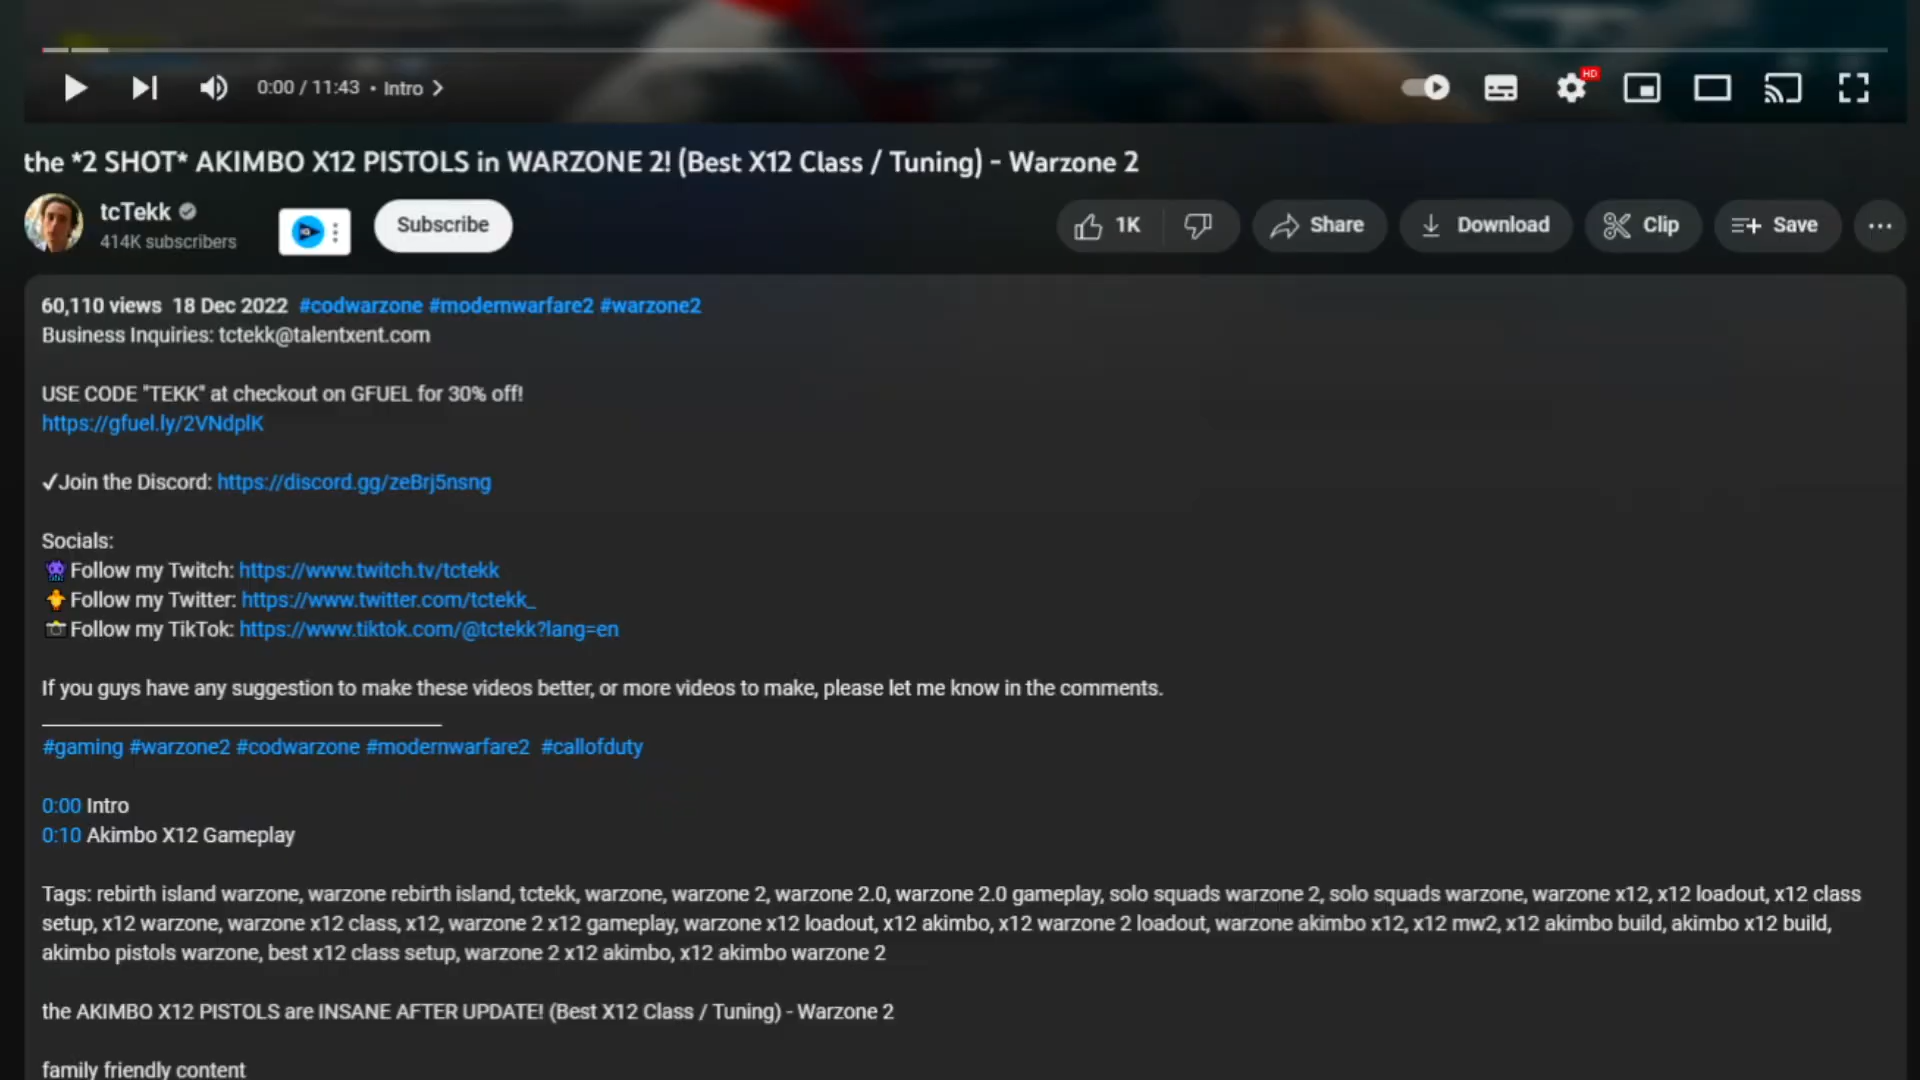 0:00 / 11:43 • Intro
HD
the *2 SHOT* AKIMBO X12 PISTOLS in WARZONE 2! (Best X12 Class / Tuning) - Warzone 2
tcTekk
414K subscribers
Subscribe
1K
Share
Download
Clip
Save
60,110 views 18 Dec 2022 #codwarzone #modernwarfare2 #warzone2
Business Inquiries: tctekk@talentxent.com
USE CODE "TEKK" at checkout on GFUEL for 30% off!
https://gfuel.ly/2VNdplK
✓Join the Discord: https://discord.gg/zeBrj5nsng
Socials:
Follow my Twitch: https://www.twitch.tv/tctekk
Follow my Twitter: https://www.twitter.com/tctekk_
Follow my TikTok: https://www.tiktok.com/@tctekk?lang=en
If you guys have any suggestion to make these videos better, or more videos to make, please let me know in the comments.
#gaming #warzone2 #codwarzone #modernwarfare2 #callofduty
0:00 Intro
0:10 Akimbo X12 Gameplay
Tags: rebirth island warzone, warzone rebirth island, tctekk, warzone, warzone 2, warzone 2.0, warzone 2.0 gameplay, solo squads warzone 2, solo squads warzone, warzone x12, x12 loadout, x12 class
setup, x12 warzone, warzone x12 class, x12, warzone 2 x12 gameplay, warzone x12 loadout, x12 akimbo, x12 warzone 2 loadout, warzone akimbo x12, x12 mw2, x12 akimbo build, akimbo x12 build,
akimbo pistols warzone, best x12 class setup, warzone 2 x12 akimbo, x12 akimbo warzone 2
the AKIMBO X12 PISTOLS are INSANE AFTER UPDATE! (Best X12 Class / Tuning) - Warzone 2
family friendly content